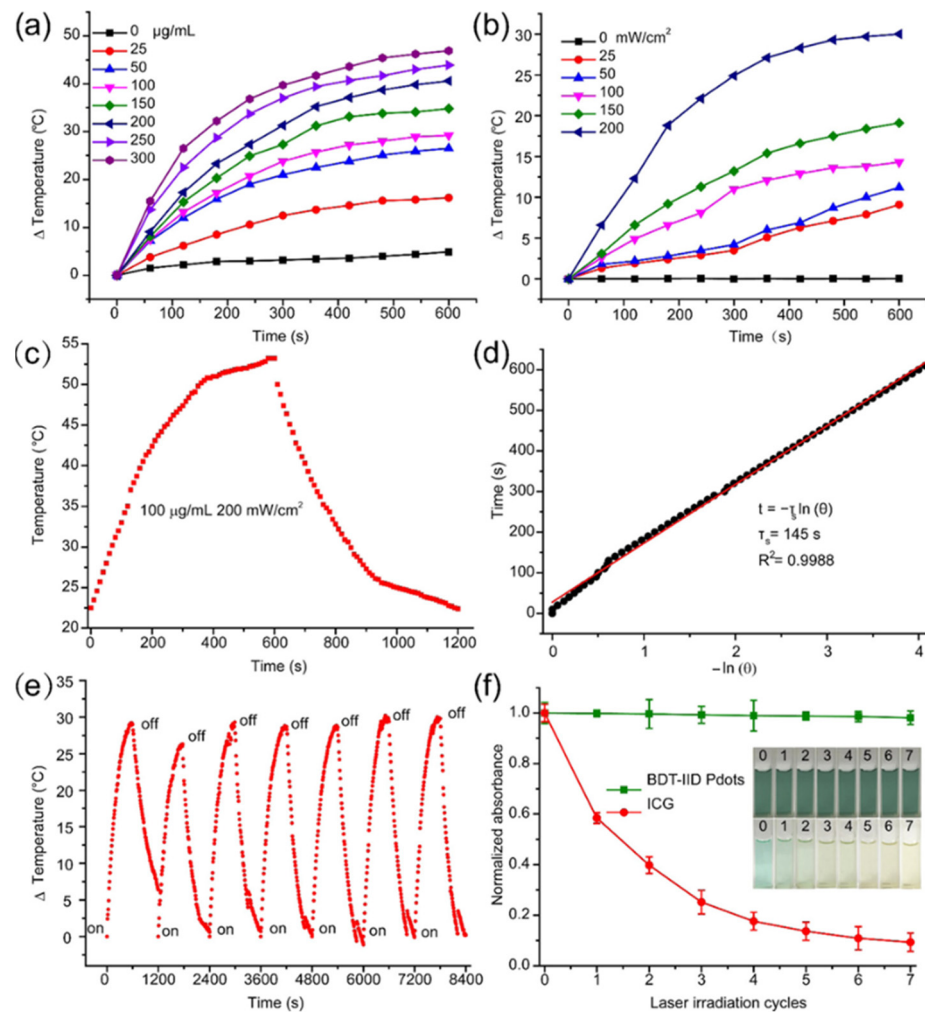 (a)
0 μg/mL
25
50
100
150
200
250
300
Δ Temperature (°C)
50
40
30
20
10
0
0 100 200 300 400 500 600
Time (s)
(b)
0 mW/cm²
25
50
100
150
200
Δ Temperature (°C)
30
25
20
15
10
5
0
0 100 200 300 400 500 600
Time (s)
(c)
Temperature (°C)
55
50
45
40
35
30
25
20
100 μg/mL 200 mW/cm²
0 200 400 600 800 1000 1200
Time (s)
(d)
Time (s)
600
500
400
300
200
100
0
t = −τs ln (θ)
τs = 145 s
R² = 0.9988
0 1 2 3 4
−ln (θ)
(e)
Δ Temperature (°C)
35
30
25
20
15
10
5
0
off off off off off off off
on on on on on on on
0 1200 2400 3600 4800 6000 7200 8400
Time (s)
(f)
Normalized absorbance
1.0
0.8
0.6
0.4
0.2
0.0
BDT-IID Pdots
ICG
0 1 2 3 4 5 6 7
0 1 2 3 4 5 6 7
0 1 2 3 4 5 6 7
Laser irradiation cycles